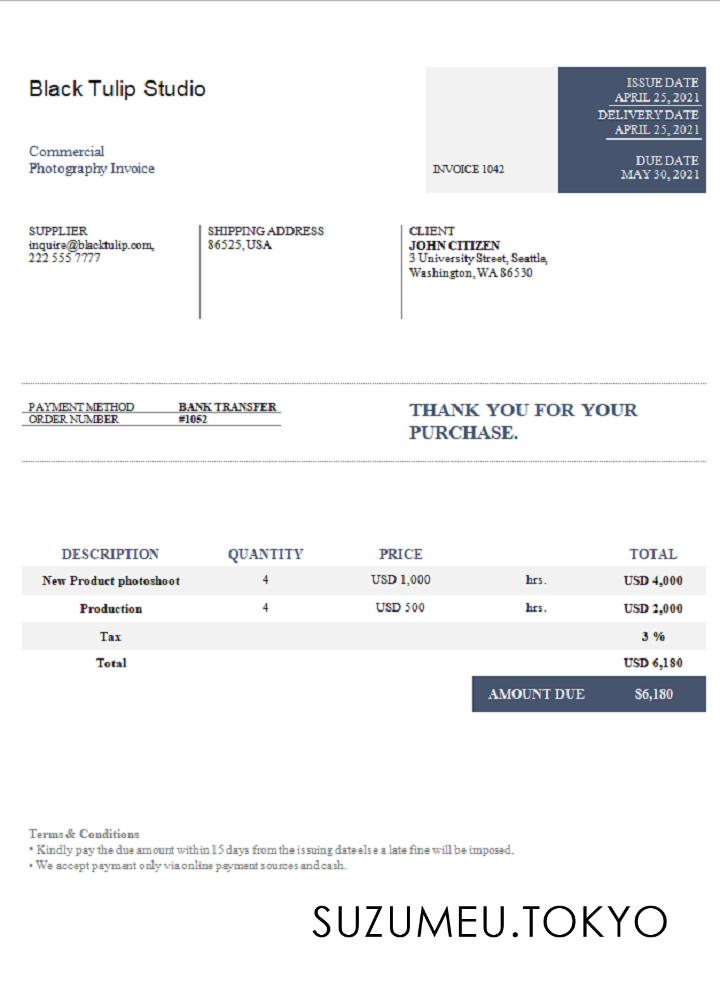 Black Tulip Studio
Commercial
Photography Invoice
INVOICE 1042
ISSUE DATE
APRIL 25, 2021
DELIVERY DATE
APRIL 25, 2021
DUE DATE
MAY 30, 2021
SUPPLIER
inquire@blacktulip.com,
222 555 7777
SHIPPING ADDRESS
86525, USA
CLIENT
JOHN CITIZEN
3 University Street, Seattle,
Washington, WA 86530
PAYMENT METHOD BANK TRANSFER
ORDER NUMBER #1052
THANK YOU FOR YOUR
PURCHASE.
DESCRIPTION QUANTITY PRICE TOTAL
New Product photoshoot 4 USD 1,000 hrs. USD 4,000
Production 4 USD 500 hrs. USD 2,000
Tax 3 %
Total USD 6,180
AMOUNT DUE $6,180
Terms & Conditions
• Kindly pay the due amount within 15 days from the issuing date else a late fine will be imposed.
• We accept payment only via online payment sources and cash.
SUZUMEU.TOKYO